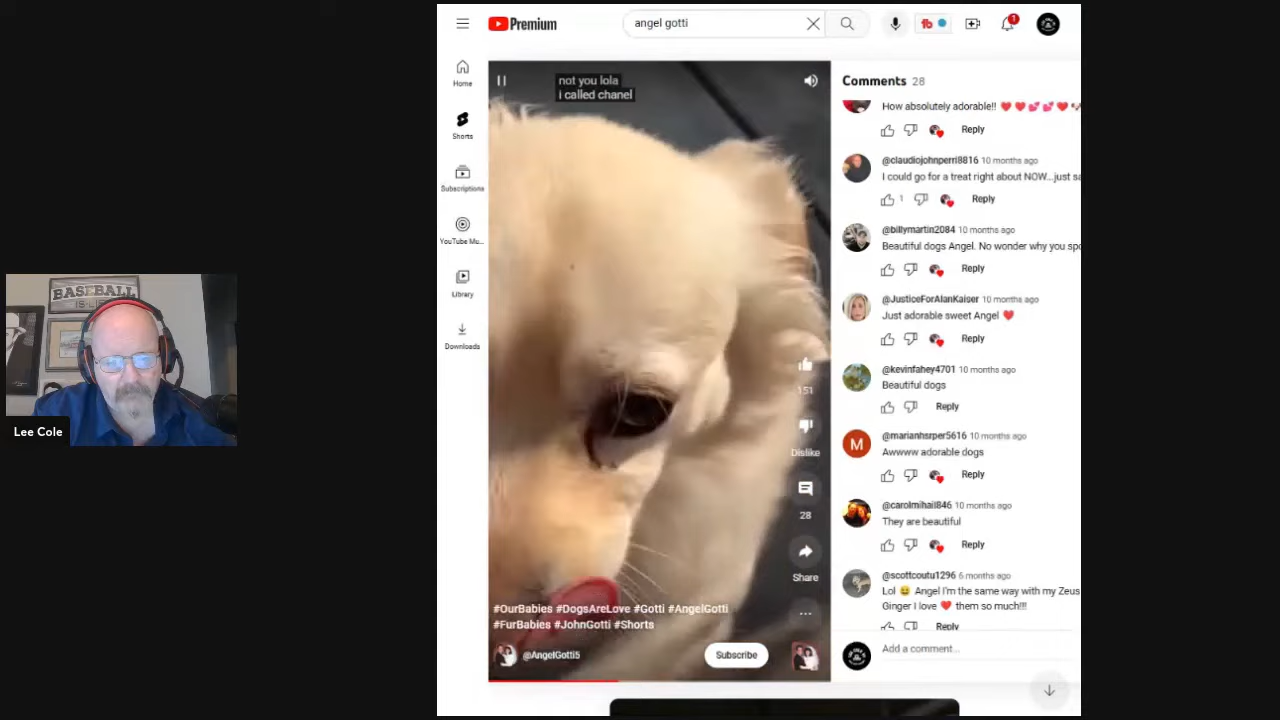 Premium
angel gotti
1
Home
Shorts
Subscriptions
YouTube Mu...
Library
Downloads
BASEBALL
Lee Cole
not you lola
i called chanel
151
Dislike
28
Share
#OurBabies #DogsAreLove #Gotti #AngelGotti
#FurBabies #JohnGotti #Shorts
@AngelGotti5
Subscribe
Comments 28
How absolutely adorable!!
Reply
@claudiojohnperri8816 10 months ago
I could go for a treat right about NOW...just sa
1
Reply
@billymartin2084 10 months ago
Beautiful dogs Angel. No wonder why you spo
Reply
@JusticeForAlanKaiser 10 months ago
Just adorable sweet Angel ❤️
Reply
@kevinfahey4701 10 months ago
Beautiful dogs
Reply
M
@marianhsrper5616 10 months ago
Awwww adorable dogs
Reply
@carolmihail846 10 months ago
They are beautiful
Reply
@scottcoutu1296 6 months ago
Lol 😆 Angel I'm the same way with my Zeus
Ginger I love ❤️ them so much!!!
Reply
Add a comment...